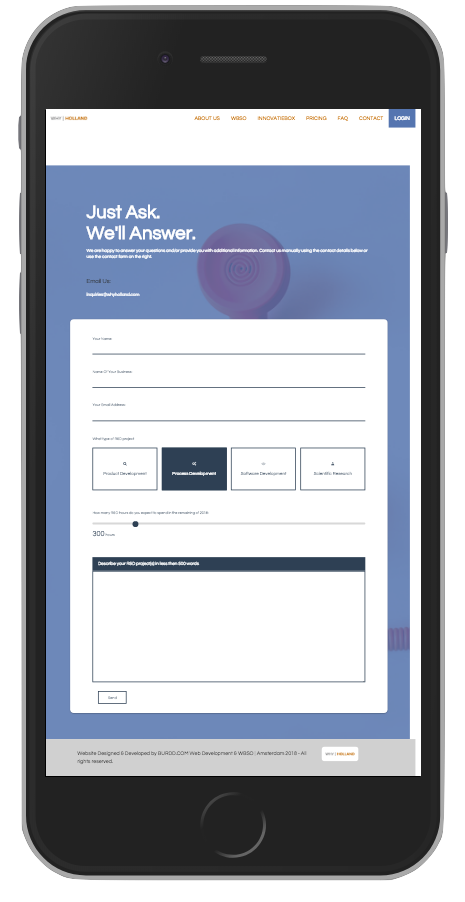 WHY | HOLLAND
ABOUT US WBSO INNOVATIEBOX PRICING FAQ CONTACT LOGIN
Just Ask.
We'll Answer.
We are happy to answer your questions and/or provide you with additional information. Contact us manually using the contact details below or
use the contact form on the right.
Email Us:
inquiries@whyholland.com
Your Name
Name Of Your Business
Your Email Address
What type of R&D project
Product Development Process Development Software Development Scientific Research
How many R&D hours do you expect to spend in the remaining of 2018:
300 hours
Describe your R&D project(s) in less then 500 words
Send
Website Designed & Developed by BURGO.COM Web Development & WBSO | Amsterdam 2018 - All
rights reserved.
WHY | HOLLAND